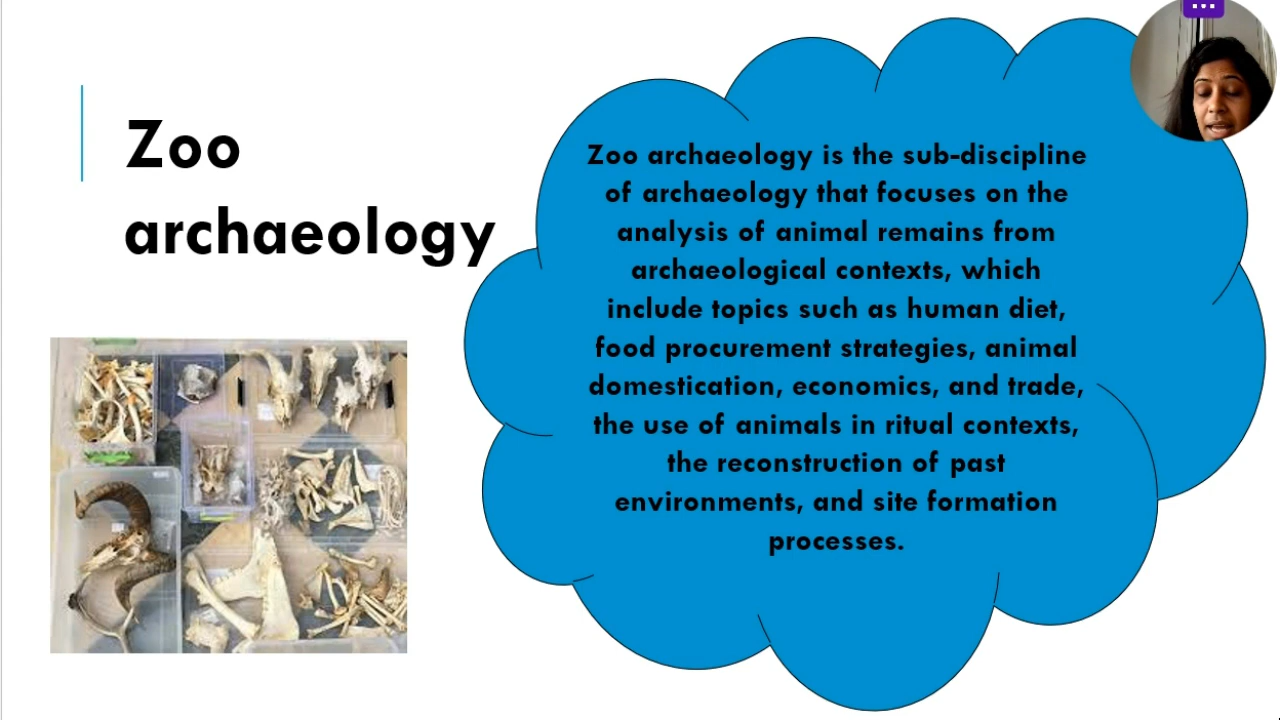 Zoo
archaeology
Zoo archaeology is the sub-discipline
of archaeology that focuses on the
analysis of animal remains from
archaeological contexts, which
include topics such as human diet,
food procurement strategies, animal
domestication, economics, and trade,
the use of animals in ritual contexts,
the reconstruction of past
environments, and site formation
processes.